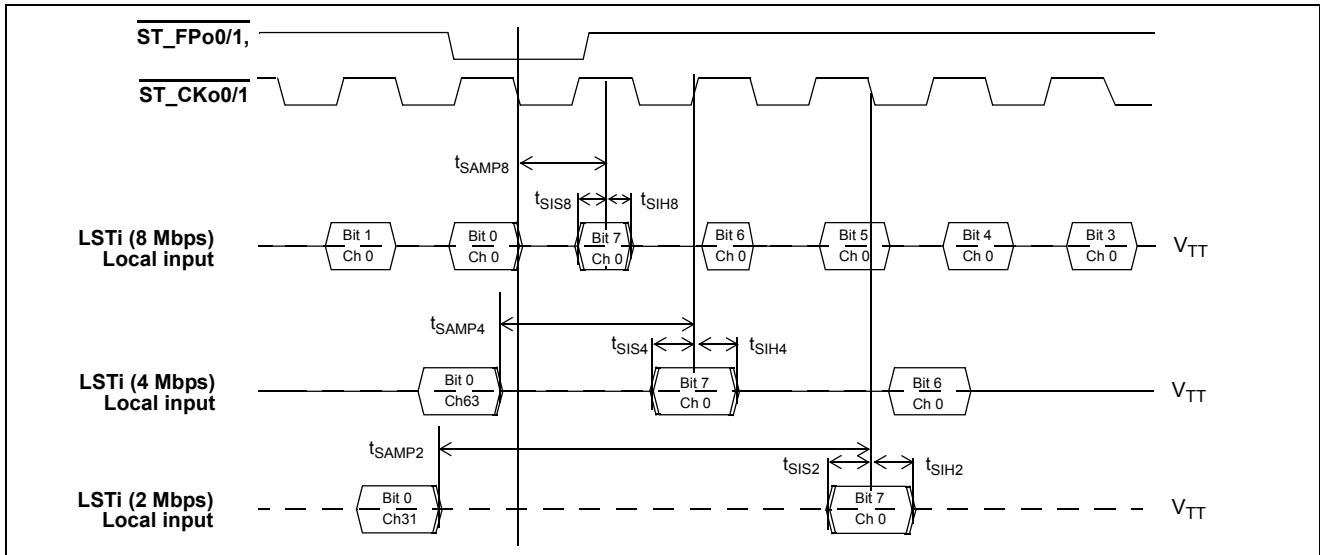 ST_FPo0/1,
ST_CKo0/1
tSAMP8
tSIS8
tSIH8
LSTi (8 Mbps)
Local input
Bit 1
Ch 0
Bit 0
Ch 0
Bit 7
Ch 0
Bit 6
Ch 0
Bit 5
Ch 0
Bit 4
Ch 0
Bit 3
Ch 0
VTT
tSAMP4
tSIS4
tSIH4
LSTi (4 Mbps)
Local input
Bit 0
Ch63
Bit 7
Ch 0
Bit 6
Ch 0
VTT
tSAMP2
tSIS2
tSIH2
LSTi (2 Mbps)
Local input
Bit 0
Ch31
Bit 7
Ch 0
VTT